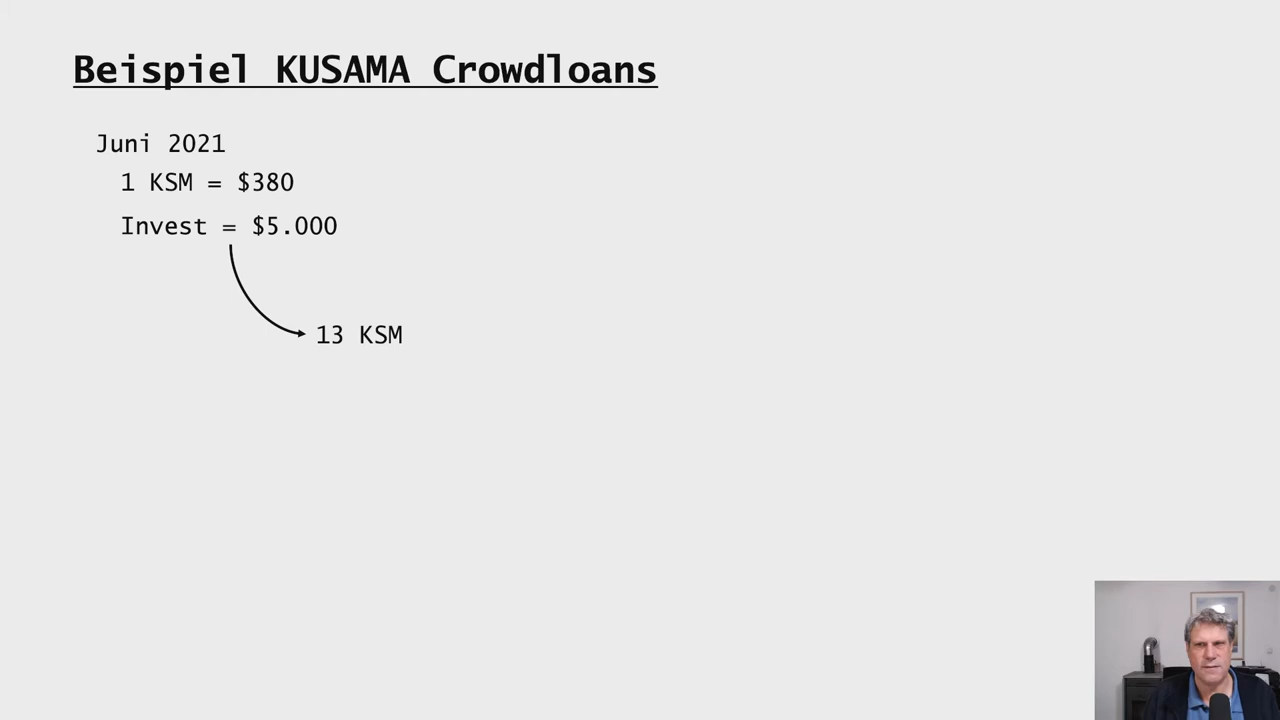 Beispiel KUSAMA Crowdloans
Juni 2021
1 KSM = $380
Invest = $5.000
13 KSM